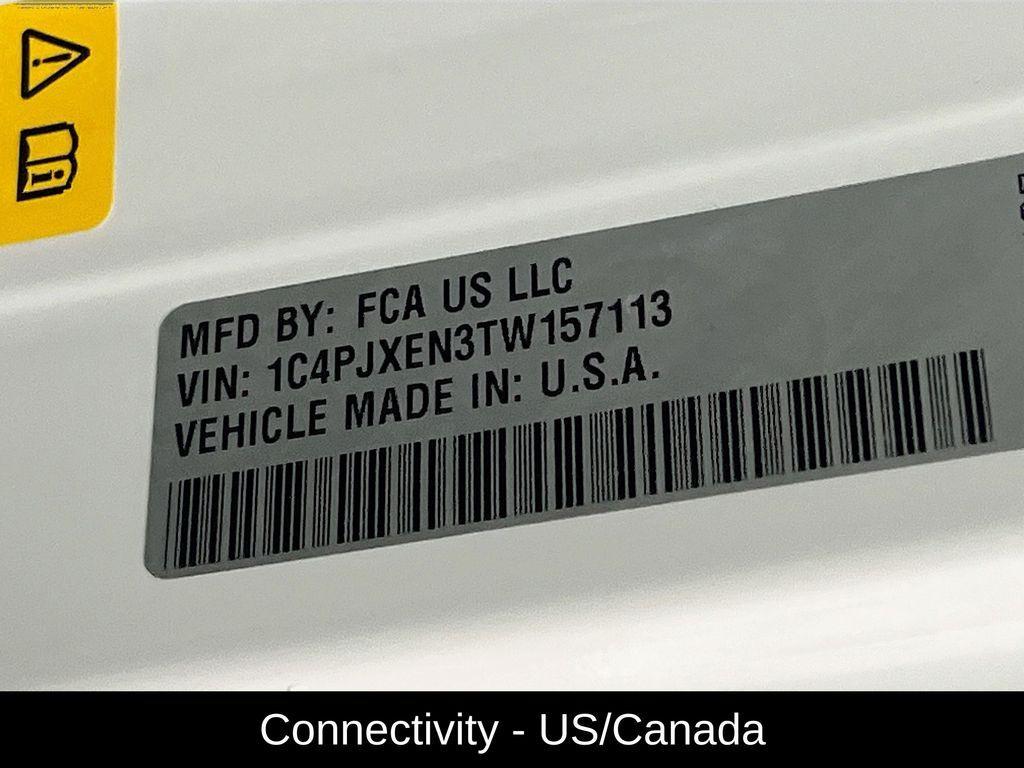 MFD BY: FCA US LLC
VIN: 1C4PJXEN3TW157113
VEHICLE MADE IN: U.S.A.
Connectivity - US/Canada